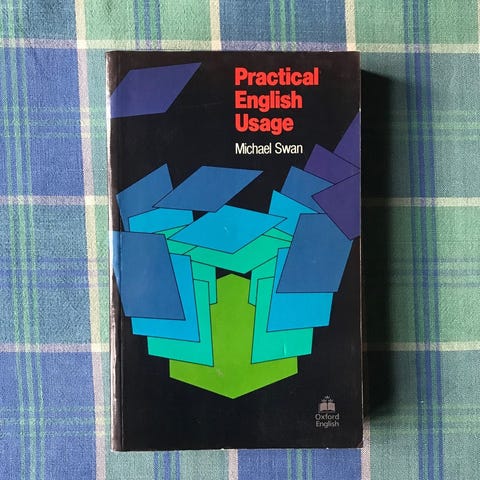 Practical
English
Usage
Michael Swan
Oxford
English